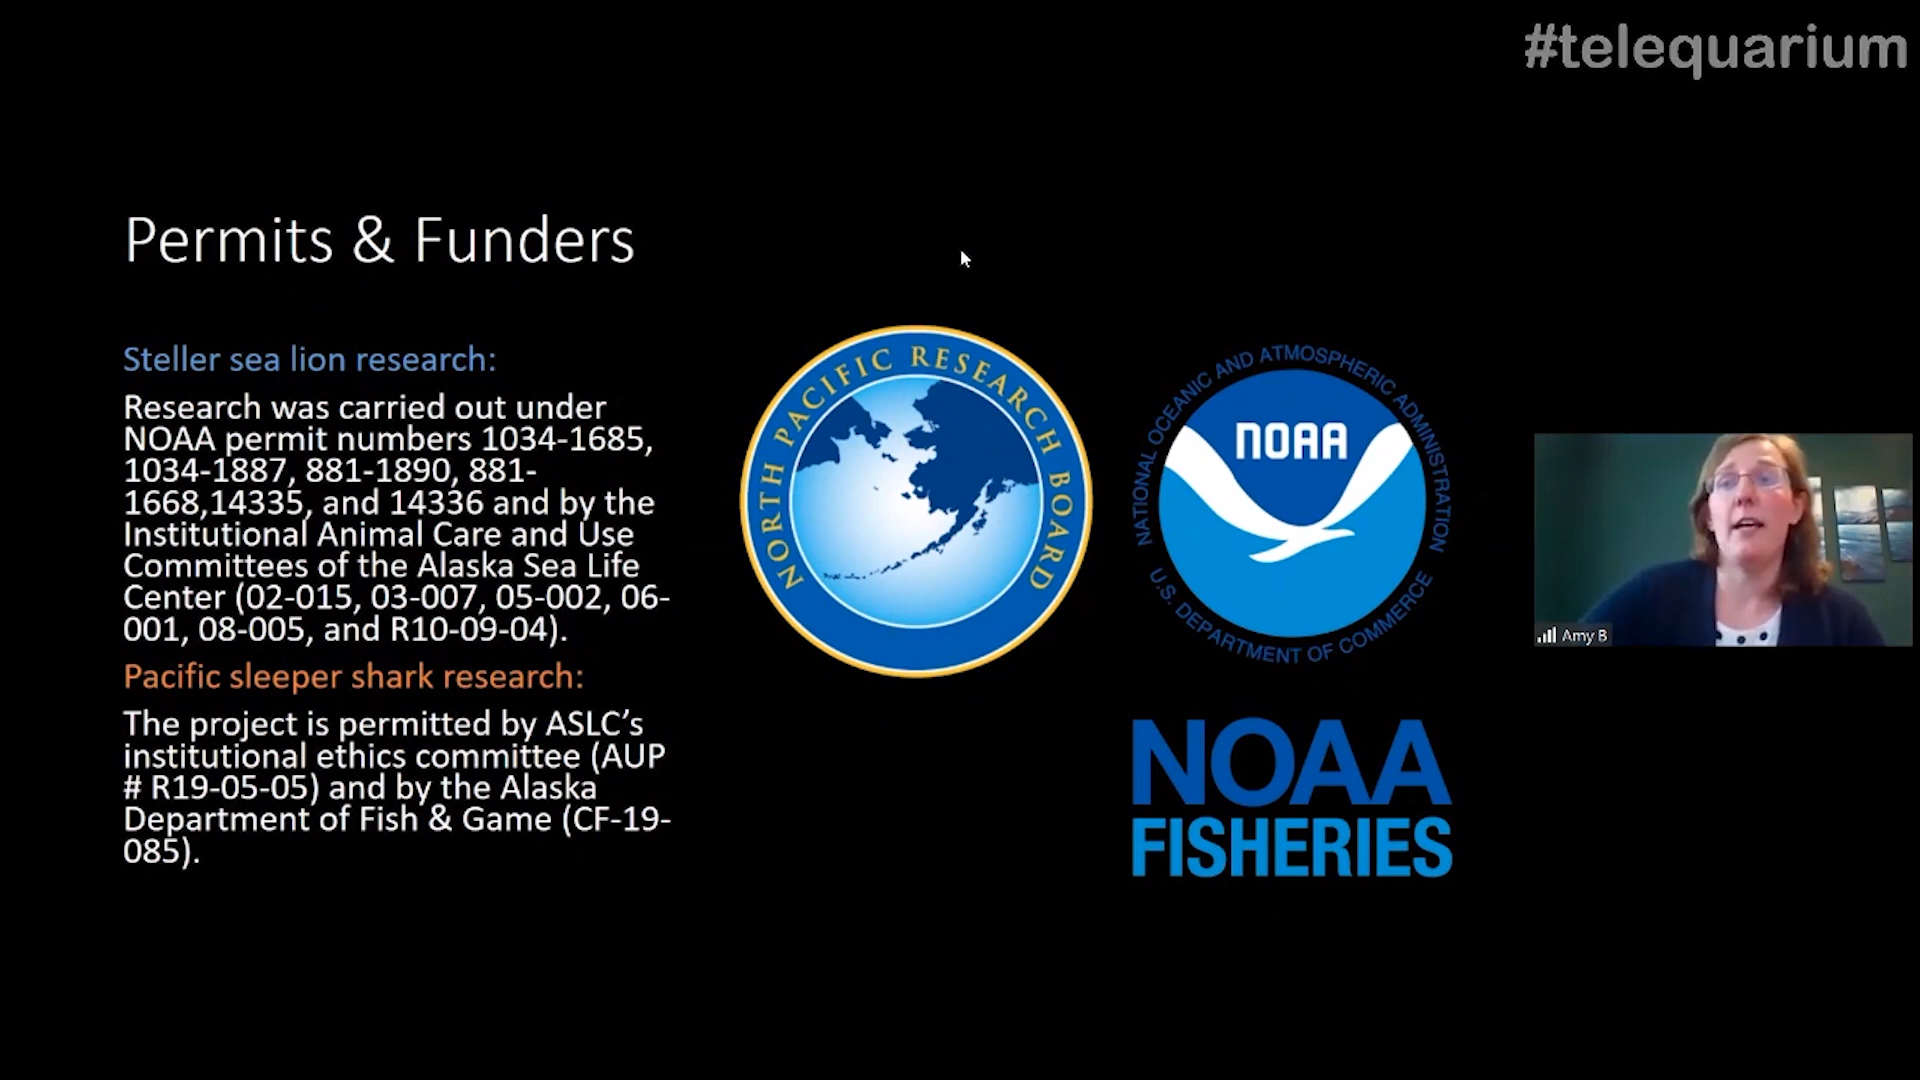 #telequarium
Permits & Funders
Steller sea lion research:
Research was carried out under
NOAA permit numbers 1034-1685,
1034-1887, 881-1890, 881-
1668,14335, and 14336 and by the
Institutional Animal Care and Use
Committees of the Alaska Sea Life
Center (02-015, 03-007, 05-002, 06-
001, 08-005, and R10-09-04).
Pacific sleeper shark research:
The project is permitted by ASLC’s
institutional ethics committee (AUP
# R19-05-05) and by the Alaska
Department of Fish & Game (CF-19-
085).
NORTH PACIFIC RESEARCH BOARD
NATIONAL OCEANIC AND ATMOSPHERIC ADMINISTRATION
NOAA
U.S. DEPARTMENT OF COMMERCE
NOAA
FISHERIES
Amy B